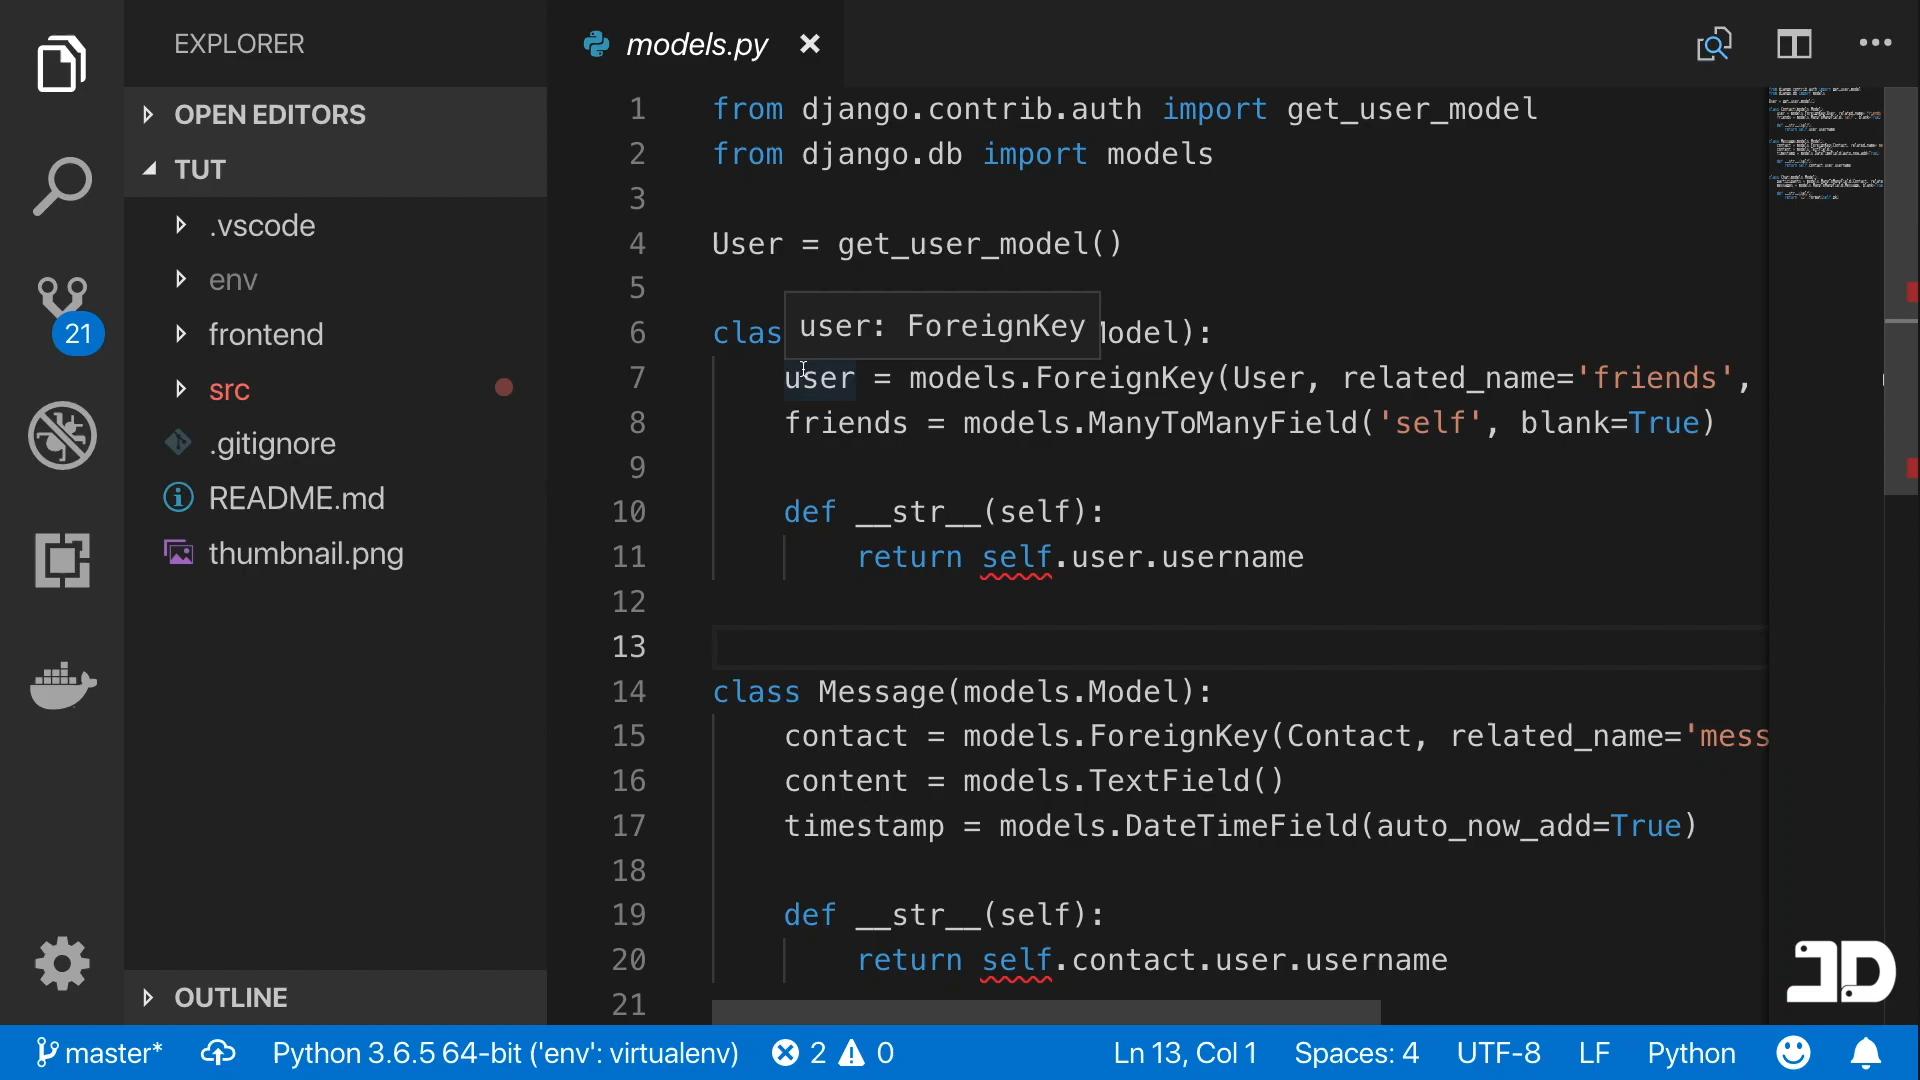 EXPLORER
OPEN EDITORS
TUT
.vscode
env
frontend
src
.gitignore
README.md
thumbnail.png
OUTLINE
21
models.py
1 from django.contrib.auth import get_user_model
2 from django.db import models
3
4 User = get_user_model()
5
user: ForeignKey
6 clas Model):
7 user = models.ForeignKey(User, related_name='friends',
8 friends = models.ManyToManyField('self', blank=True)
9
10 def __str__(self):
11 return self.user.username
12
13
14 class Message(models.Model):
15 contact = models.ForeignKey(Contact, related_name='mess
16 content = models.TextField()
17 timestamp = models.DateTimeField(auto_now_add=True)
18
19 def __str__(self):
20 return self.contact.user.username
21
JD
master* Python 3.6.5 64-bit ('env': virtualenv) 2 0 Ln 13, Col 1 Spaces: 4 UTF-8 LF Python